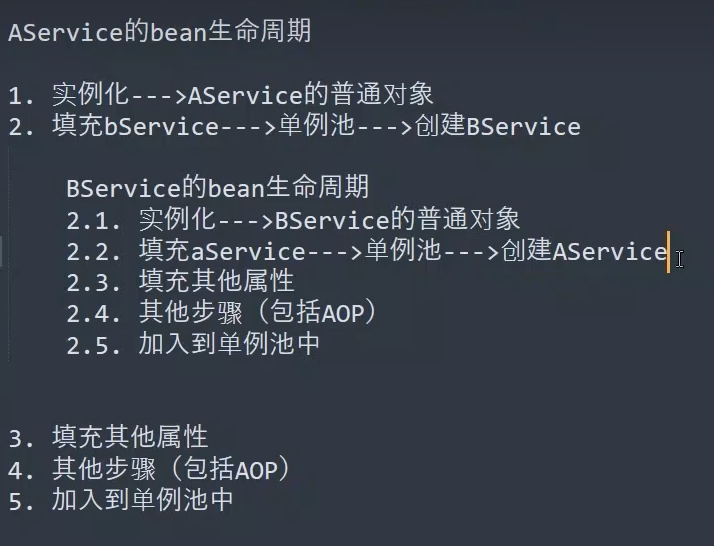 AService的bean生命周期
1. 实例化--->AService的普通对象
2. 填充bService--->单例池--->创建BService
BService的bean生命周期
2.1. 实例化--->BService的普通对象
2.2. 填充aService--->单例池--->创建AService
2.3. 填充其他属性
2.4. 其他步骤（包括AOP）
2.5. 加入到单例池中
3. 填充其他属性
4. 其他步骤（包括AOP）
5. 加入到单例池中